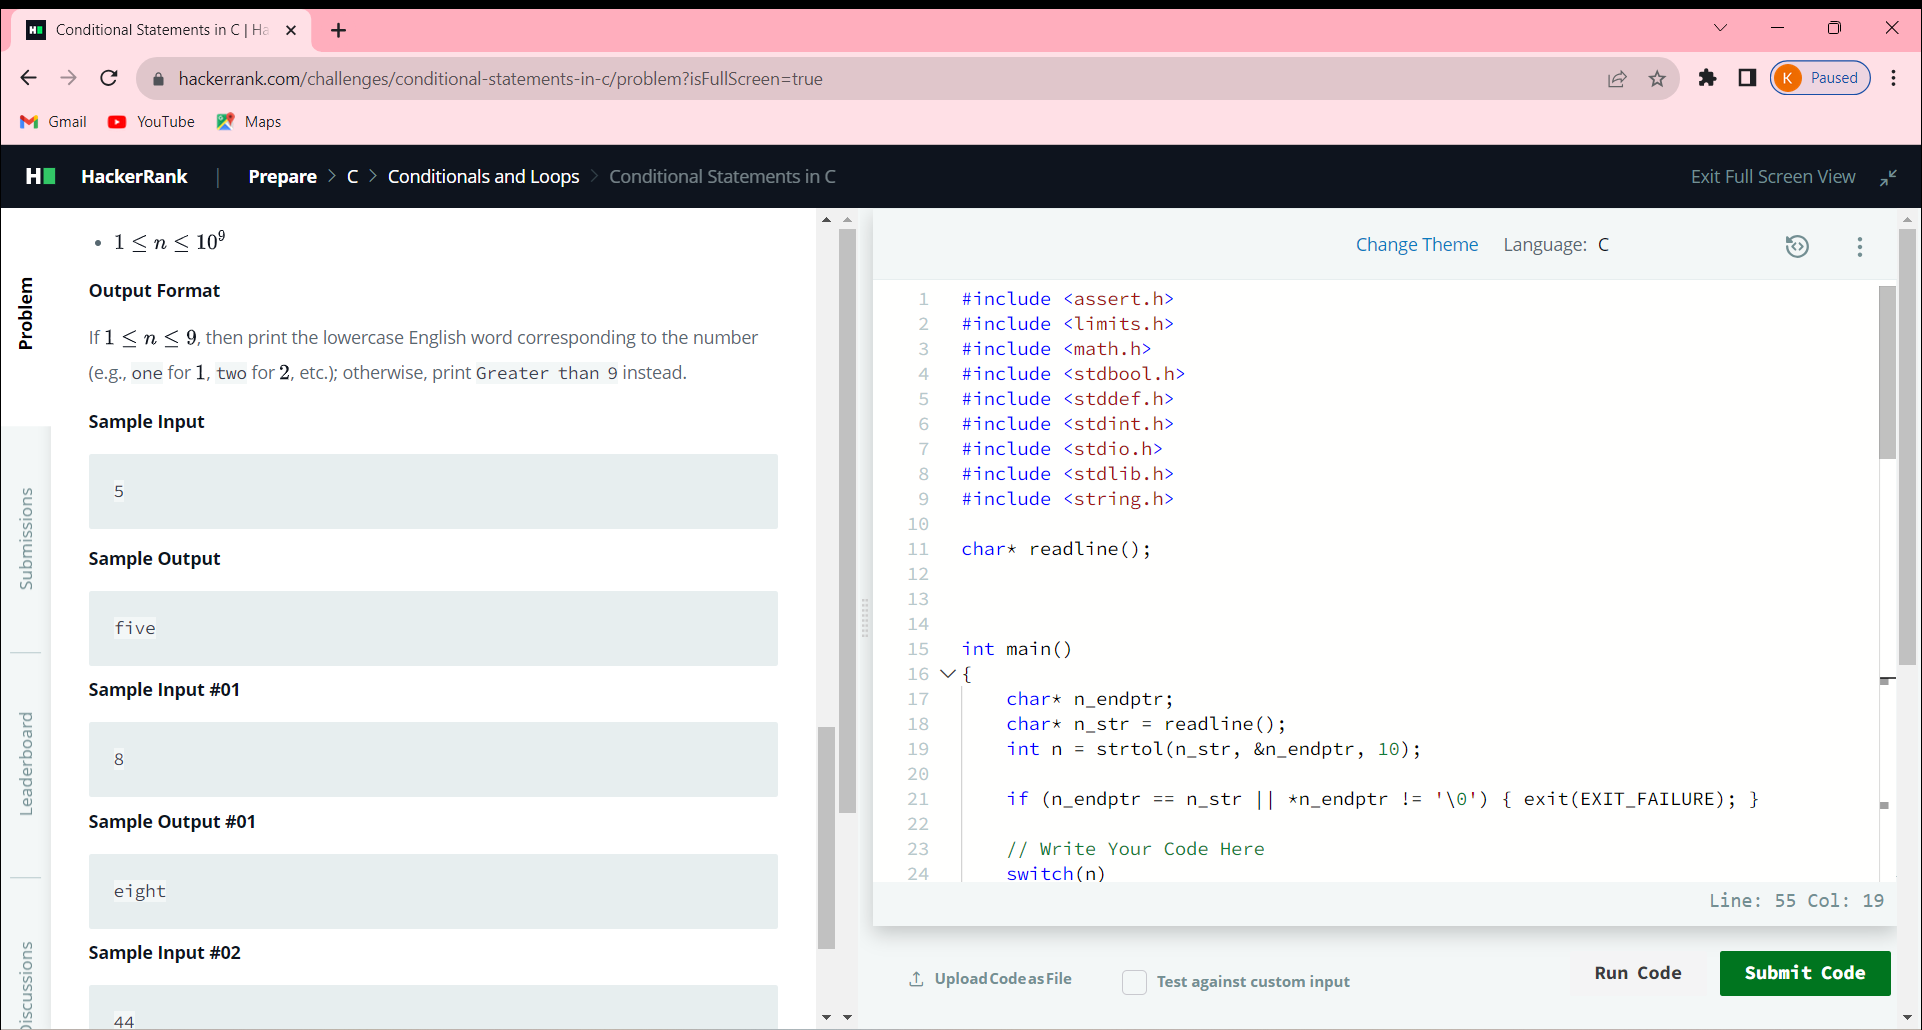 Conditional Statements in C | Ha
hackerrank.com/challenges/conditional-statements-in-c/problem?isFullScreen=true
K Paused
Gmail YouTube Maps
H HackerRank | Prepare > C > Conditionals and Loops > Conditional Statements in C
Exit Full Screen View
Problem
Submissions
Leaderboard
Discussions
• 1 ≤ n ≤ 10⁹
Output Format
If 1 ≤ n ≤ 9, then print the lowercase English word corresponding to the number
(e.g., one for 1, two for 2, etc.); otherwise, print Greater than 9 instead.
Sample Input
5
Sample Output
five
Sample Input #01
8
Sample Output #01
eight
Sample Input #02
44
Change Theme Language: C
1 #include <assert.h>
2 #include <limits.h>
3 #include <math.h>
4 #include <stdbool.h>
5 #include <stddef.h>
6 #include <stdint.h>
7 #include <stdio.h>
8 #include <stdlib.h>
9 #include <string.h>
10
11 char* readline();
12
13
14
15 int main()
16 {
17 char* n_endptr;
18 char* n_str = readline();
19 int n = strtol(n_str, &n_endptr, 10);
20
21 if (n_endptr == n_str || *n_endptr != '\0') { exit(EXIT_FAILURE); }
22
23 // Write Your Code Here
24 switch(n)
Line: 55 Col: 19
Upload Code as File
Test against custom input
Run Code
Submit Code